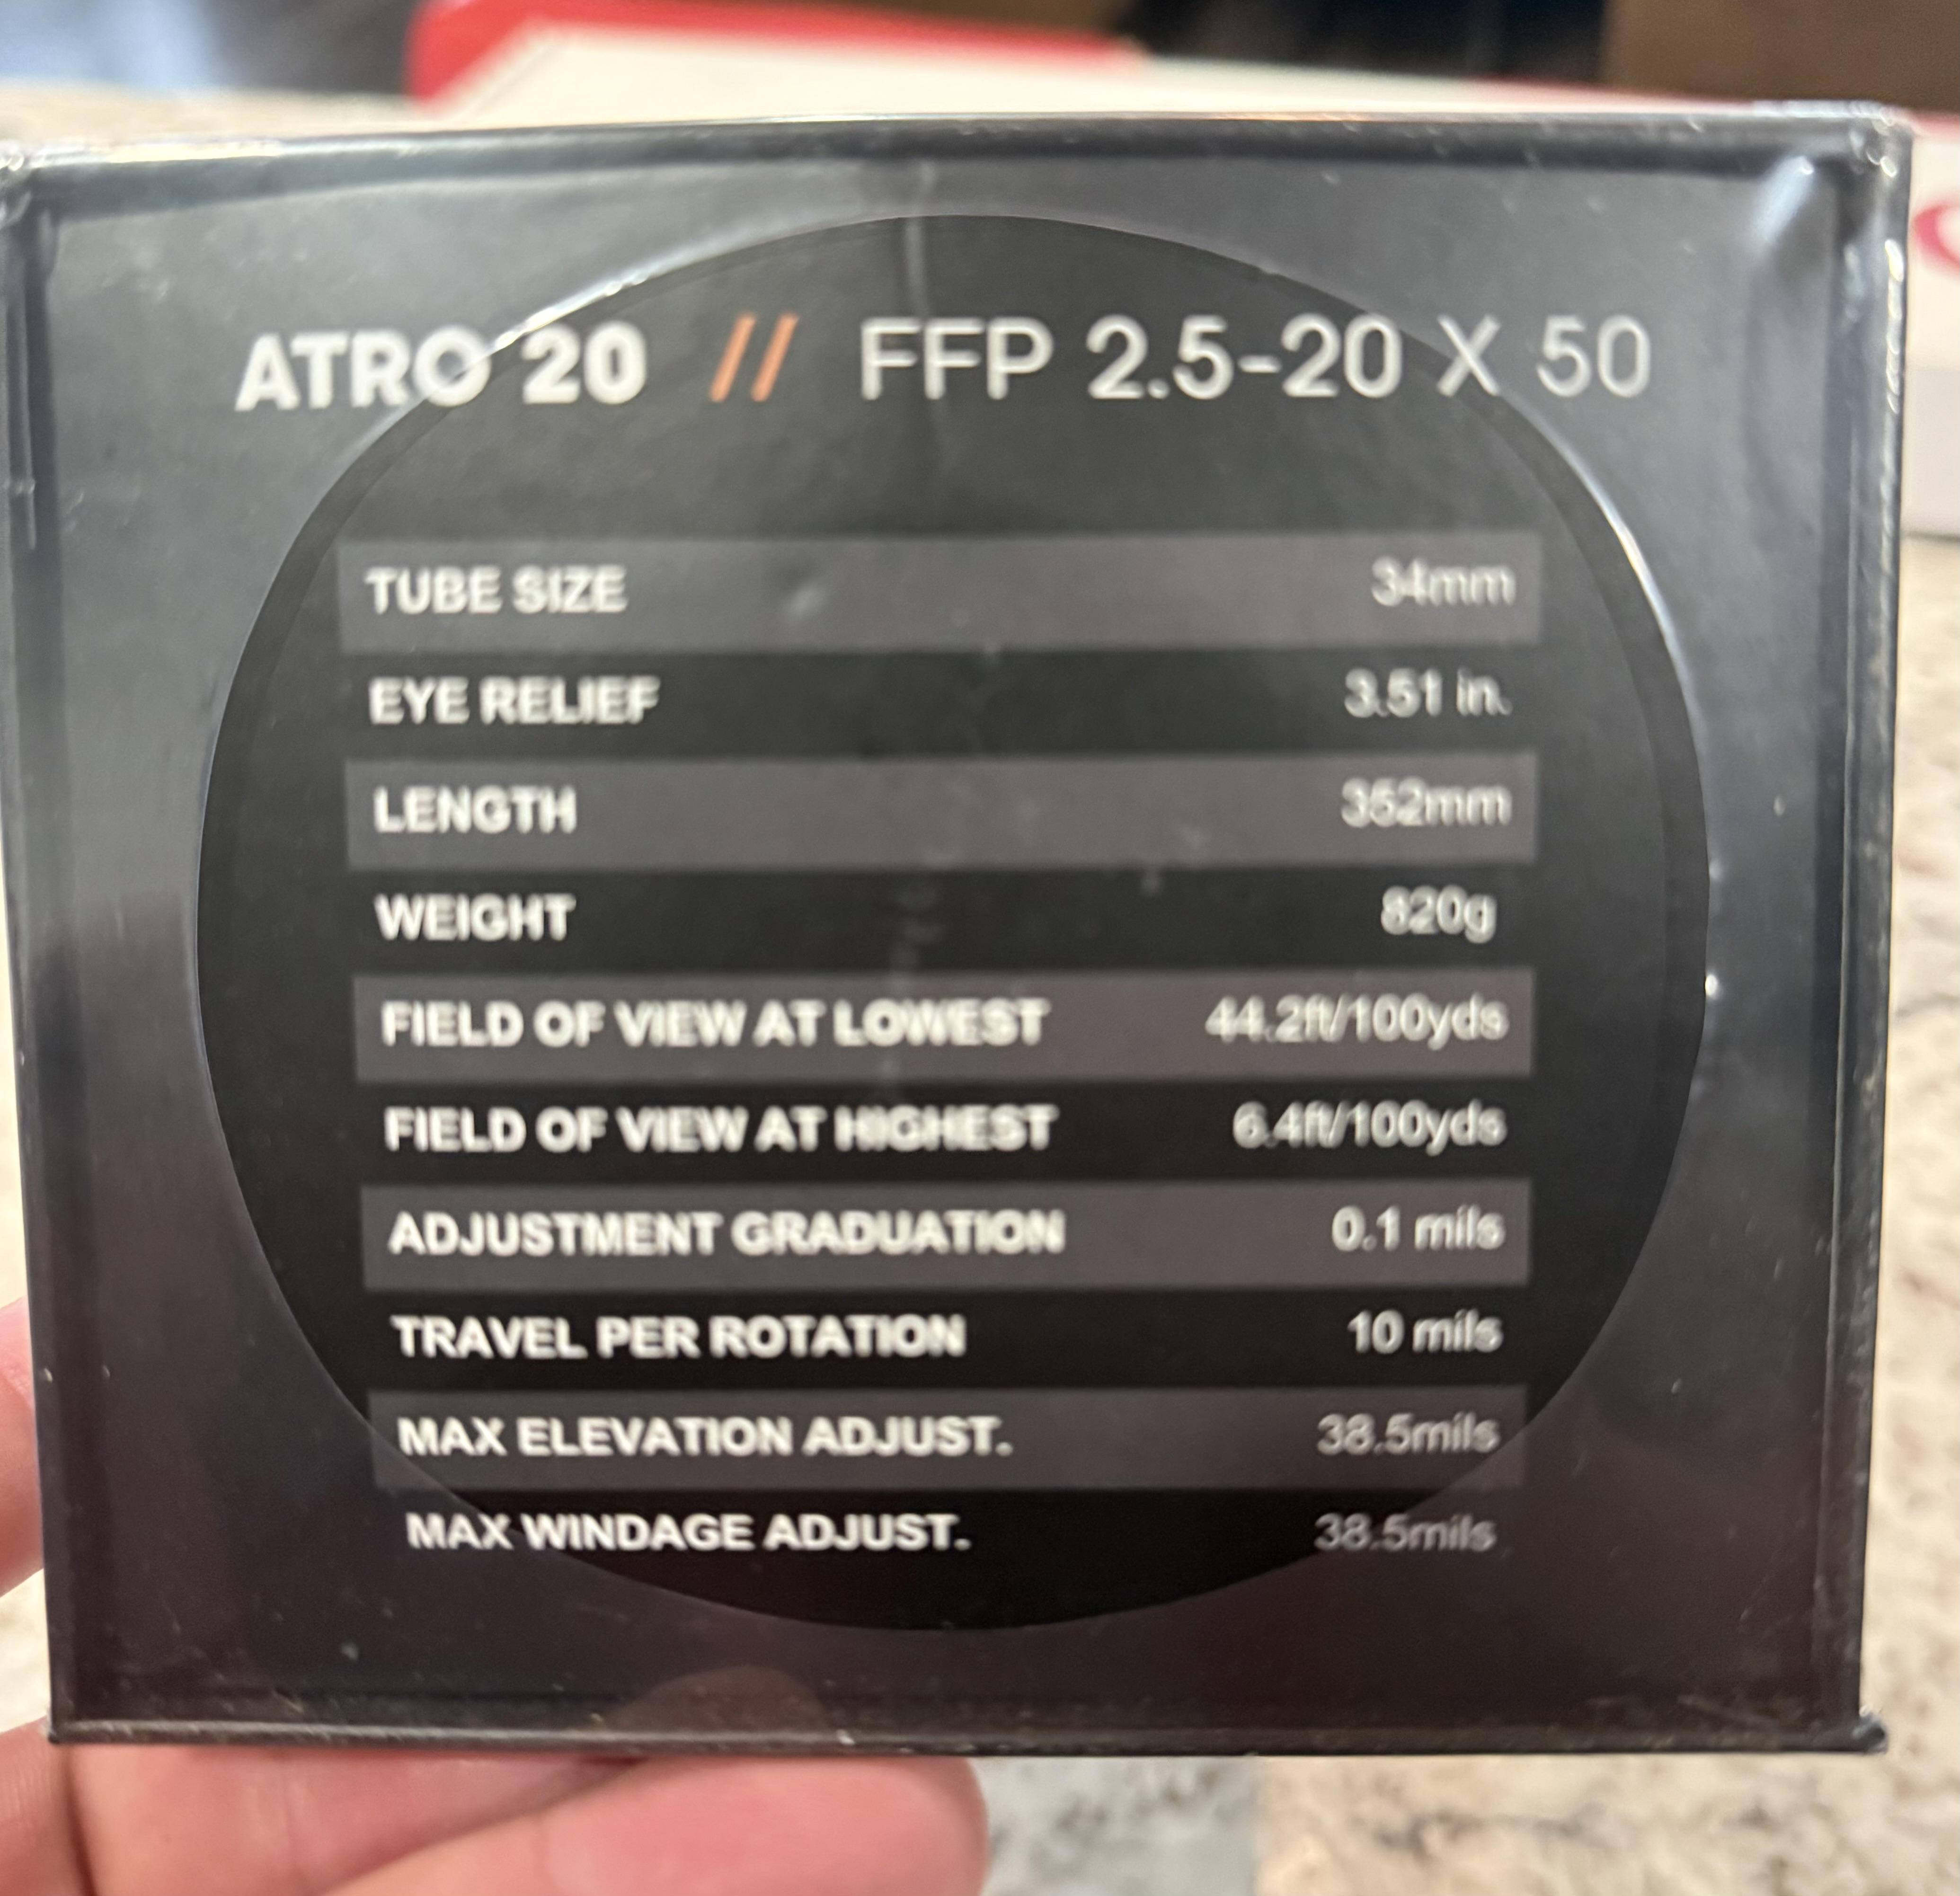 ATRO 20 // FFP 2.5-20 X 50
TUBE SIZE 34mm
EYE RELIEF 3.51 in.
LENGTH 352mm
WEIGHT 820g
FIELD OF VIEW AT LOWEST 44.2ft/100yds
FIELD OF VIEW AT HIGHEST 6.4ft/100yds
ADJUSTMENT GRADUATION 0.1 mils
TRAVEL PER ROTATION 10 mils
MAX ELEVATION ADJUST. 38.5mils
MAX WINDAGE ADJUST. 38.5mils